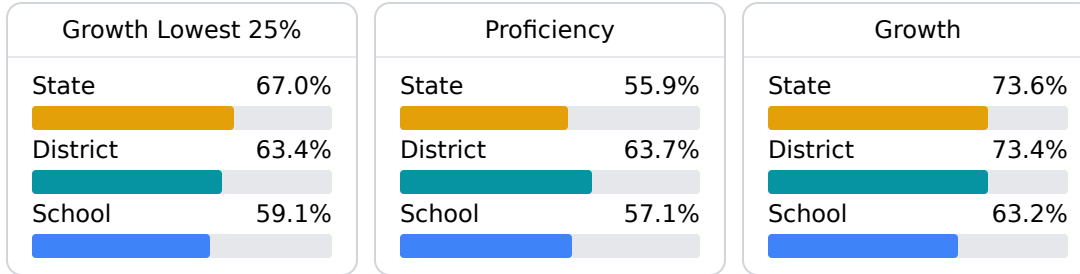 Growth Lowest 25%
State 67.0%
District 63.4%
School 59.1%
Proficiency
State 55.9%
District 63.7%
School 57.1%
Growth
State 73.6%
District 73.4%
School 63.2%